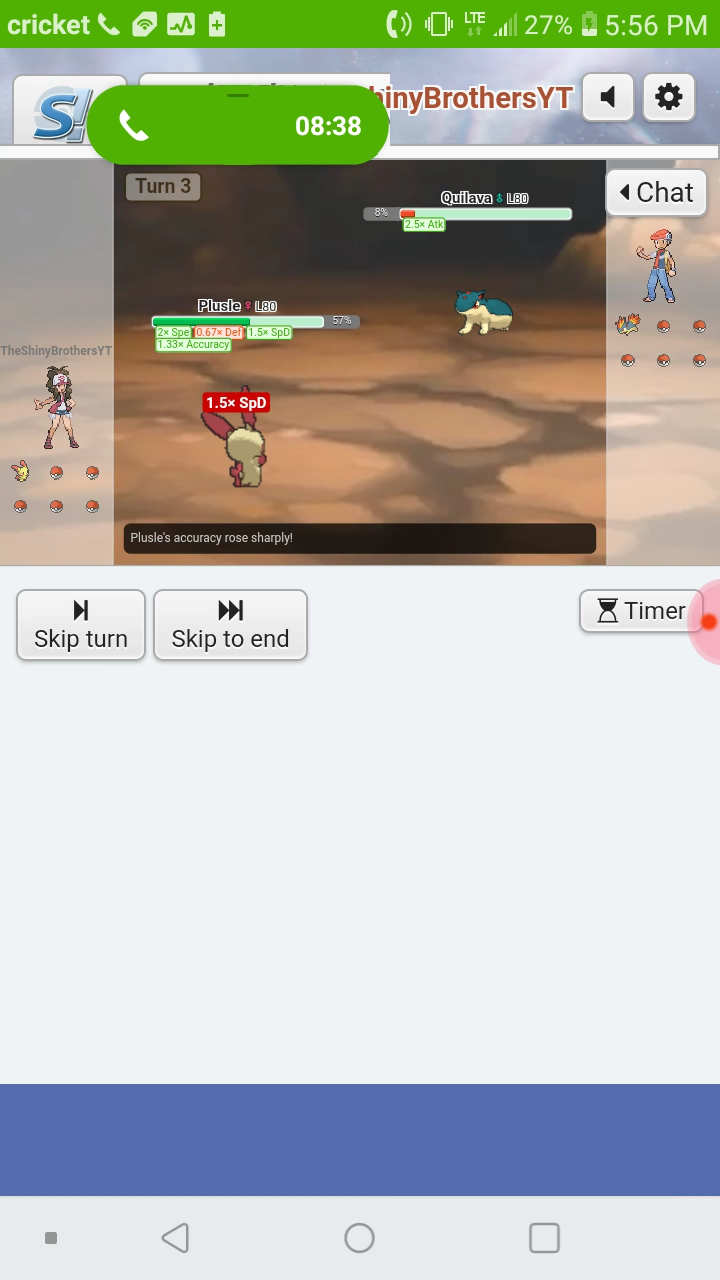 cricket LTE 27% 5:56 PM
hinyBrothersYT
08:38
Turn 3
Chat
Quilava L80
8%
2.5× Atk
Plusle L80
57%
2× Spe 0.67× Def 1.5× SpD
1.33× Accuracy
TheShinyBrothersYT
1.5× SpD
Plusle's accuracy rose sharply!
Skip turn
Skip to end
Timer